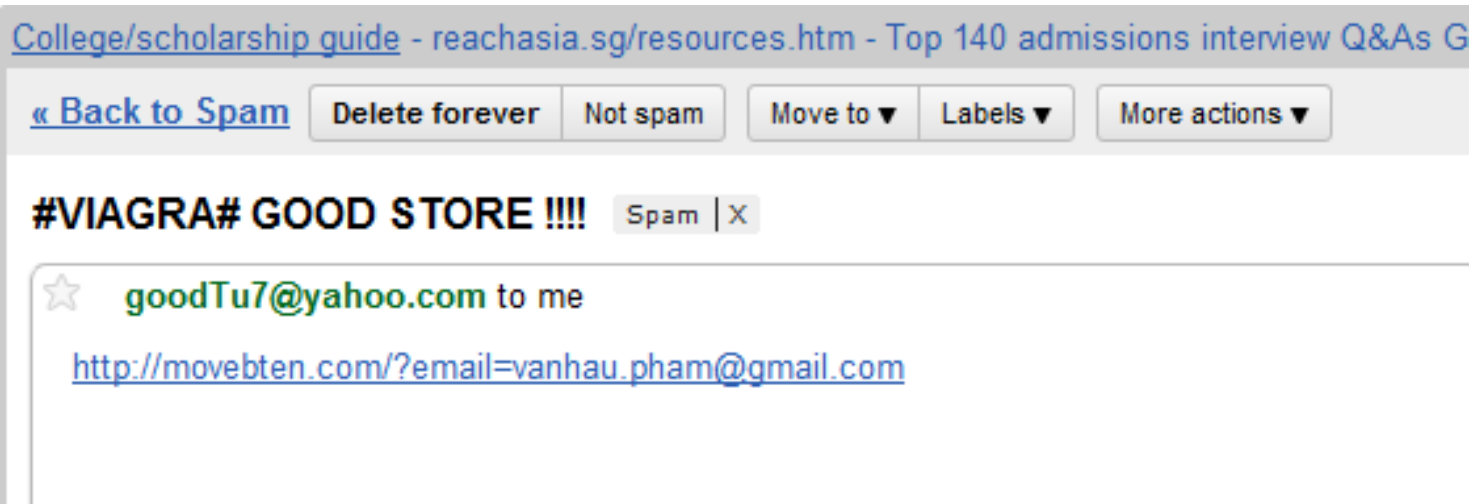 College/scholarship guide - reachasia.sg/resources.htm - Top 140 admissions interview Q&As G
« Back to Spam Delete forever Not spam Move to ▼ Labels ▼ More actions ▼
#VIAGRA# GOOD STORE !!!! Spam | X
goodTu7@yahoo.com to me
http://movebten.com/?email=vanhau.pham@gmail.com